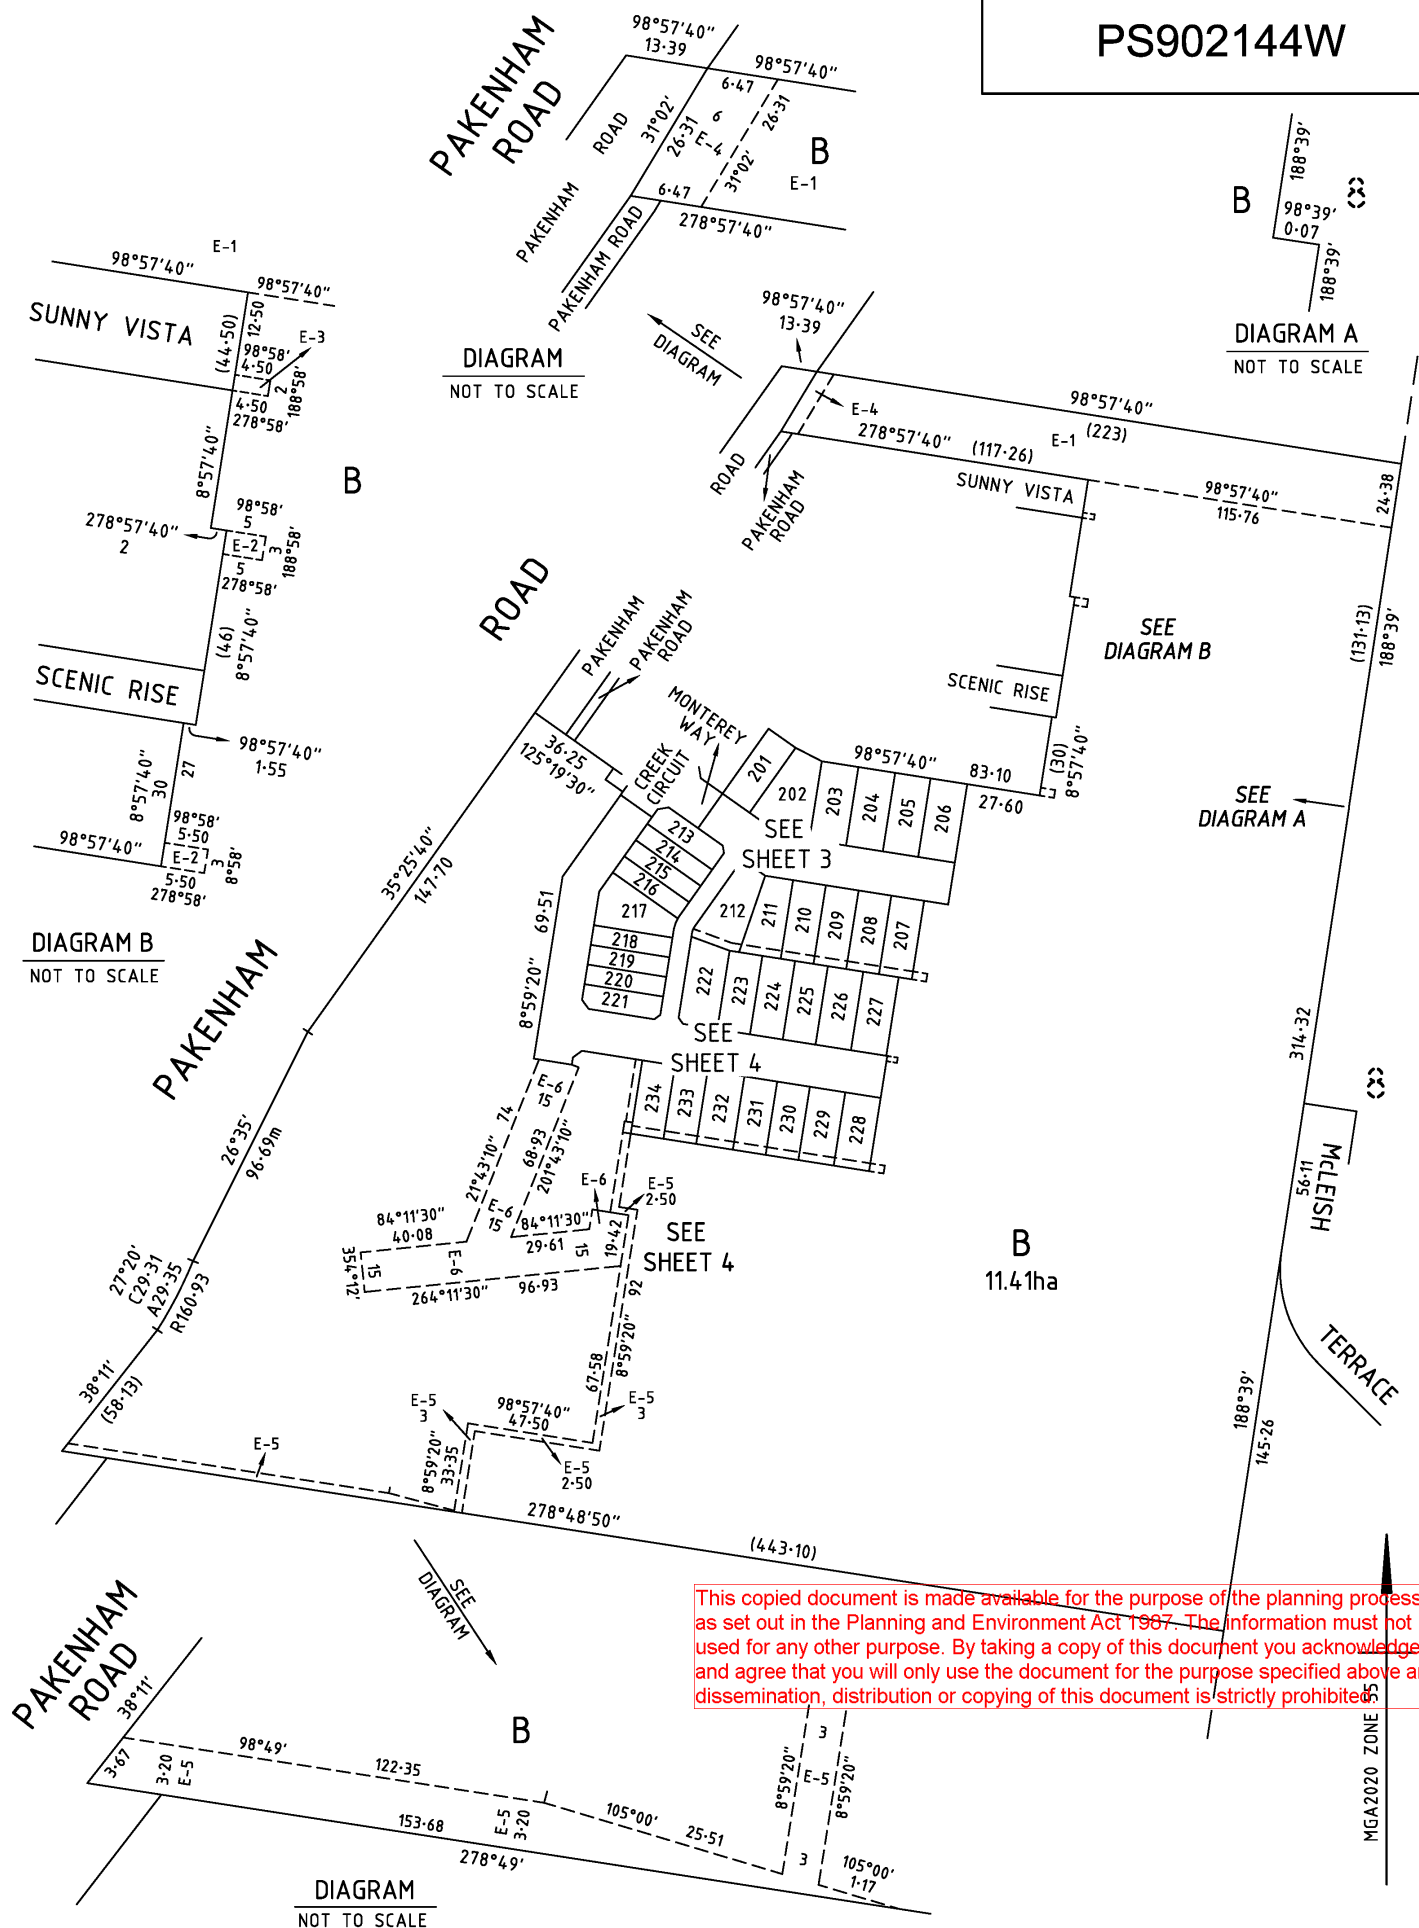 PS902144W
PAKENHAM
ROAD
98°57'40"
13·39
98°57'40"
6·47
6
E-4
31°02'
26·31
26·31
31°02'
ROAD
PAKENHAM
B
E-1
6·47
278°57'40"
PAKENHAM ROAD
DIAGRAM
NOT TO SCALE
SEE
DIAGRAM
188°39'
B
98°39'
0·07
188°39'
DIAGRAM A
NOT TO SCALE
E-1
98°57'40"
98°57'40"
SUNNY VISTA
(44·50)
12·50
E-3
98°58'
4·50
2
188°58'
4·50
278°58'
8°57'40"
B
98°58'
5
278°57'40"
2
E-2
3
188°58'
5
278°58'
(46)
8°57'40"
SCENIC RISE
98°57'40"
1·55
8°57'40"
30
27
98°58'
5·50
98°57'40"
E-2
3
8°58'
5·50
278°58'
DIAGRAM B
NOT TO SCALE
98°57'40"
13·39
E-4
98°57'40"
(223)
E-1
278°57'40"
(117·26)
ROAD
PAKENHAM
ROAD
SUNNY VISTA
98°57'40"
115·76
24·38
SEE
DIAGRAM B
(131·13)
188°39'
SCENIC RISE
(30)
8°57'40"
SEE
DIAGRAM A
ROAD
PAKENHAM
PAKENHAM
ROAD
MONTEREY
WAY
CREEK
CIRCUIT
36·25
125°19'30"
201
202
98°57'40"
83·10
27·60
203
204
205
206
SEE
SHEET 3
213
214
215
216
217
218
219
220
221
212
211
210
209
208
207
222
223
224
225
226
227
SEE
SHEET 4
234
233
232
231
230
229
228
35°25'40"
147·70
69·51
8°59'20"
PAKENHAM
26°35'
96·69m
27°20'
C29·31
A29·35
R160·93
38°11'
(58·13)
E-6
15
74
21°43'10"
68·93
201°43'10"
E-6
15
E-6
E-5
2·50
84°11'30"
40·08
84°11'30"
29·61
15
19·42
354°12'
15
E-6
264°11'30"
96·93
SEE
SHEET 4
92
8°59'20"
67·58
E-5
3
98°57'40"
47·50
E-5
3
8°59'20"
33·35
E-5
2·50
E-5
B
11.41ha
314·32
McLEISH
56·11
TERRACE
188°39'
145·26
278°48'50"
(443·10)
SEE
DIAGRAM
This copied document is made available for the purpose of the planning process
as set out in the Planning and Environment Act 1987. The information must not
used for any other purpose. By taking a copy of this document you acknowledge
and agree that you will only use the document for the purpose specified above
dissemination, distribution or copying of this document is strictly prohibited.
MGA2020 ZONE 55
PAKENHAM
ROAD
38°11'
3·67
3·20
E-5
98°49'
122·35
B
153·68
278°49'
E-5
3·20
105°00'
25·51
3
8°59'20"
E-5
8°59'20"
3
105°00'
1·17
DIAGRAM
NOT TO SCALE